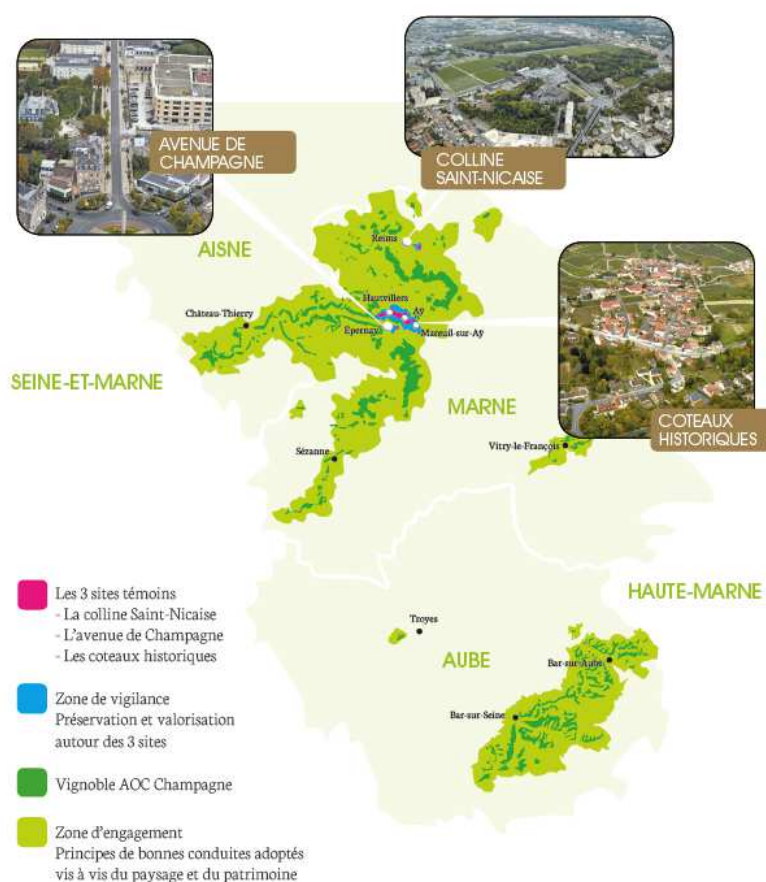 AVENUE DE
CHAMPAGNE
COLLINE
SAINT-NICAISE
AISNE
Reims
Hautvillers
Aÿ
Château-Thierry
Epernay
Mareuil-sur-Aÿ
SEINE-ET-MARNE
MARNE
COTEAUX
HISTORIQUES
Vitry-le-François
Sézanne
HAUTE-MARNE
Troyes
AUBE
Bar-sur-Aube
Bar-sur-Seine
Les 3 sites témoins
- La colline Saint-Nicaise
- L'avenue de Champagne
- Les coteaux historiques
Zone de vigilance
Préservation et valorisation
autour des 3 sites
Vignoble AOC Champagne
Zone d'engagement
Principes de bonnes conduites adoptés
vis à vis du paysage et du patrimoine